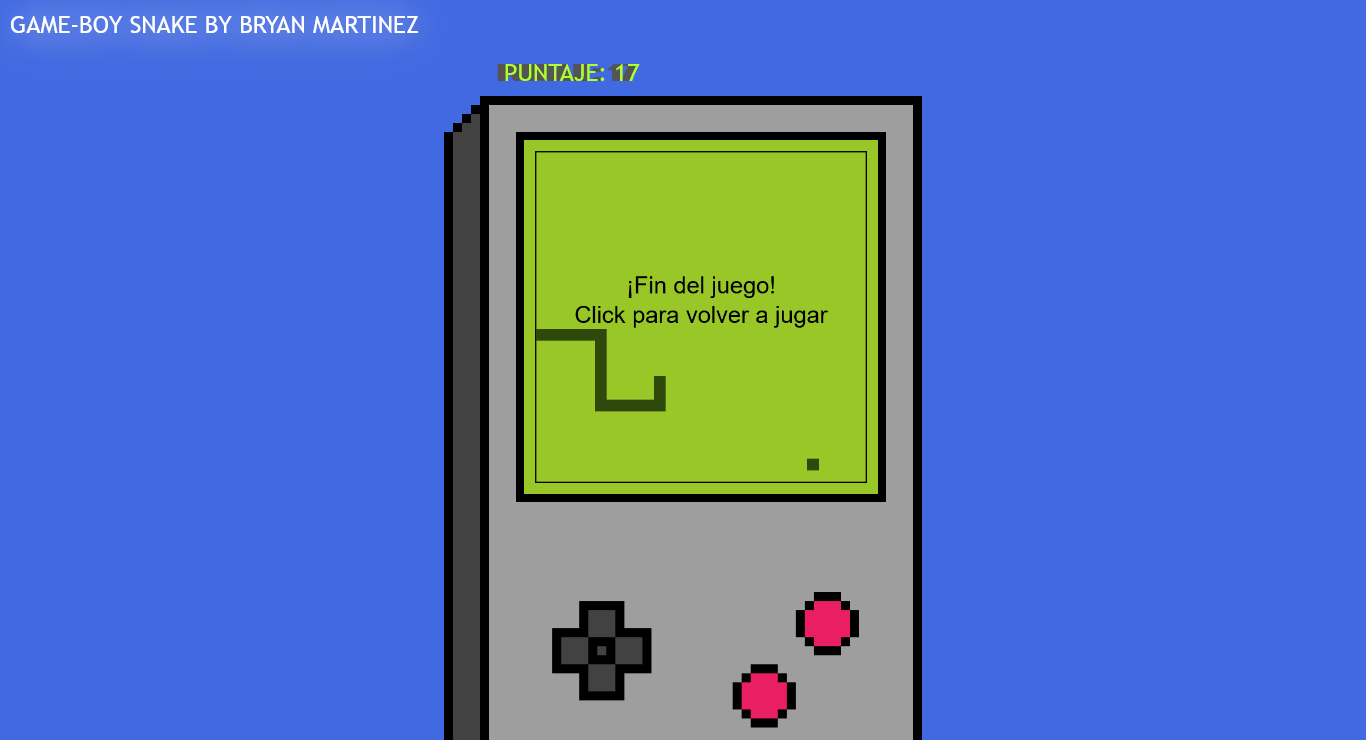 GAME-BOY SNAKE BY BRYAN MARTINEZ
PUNTAJE: 17
¡Fin del juego!
Click para volver a jugar